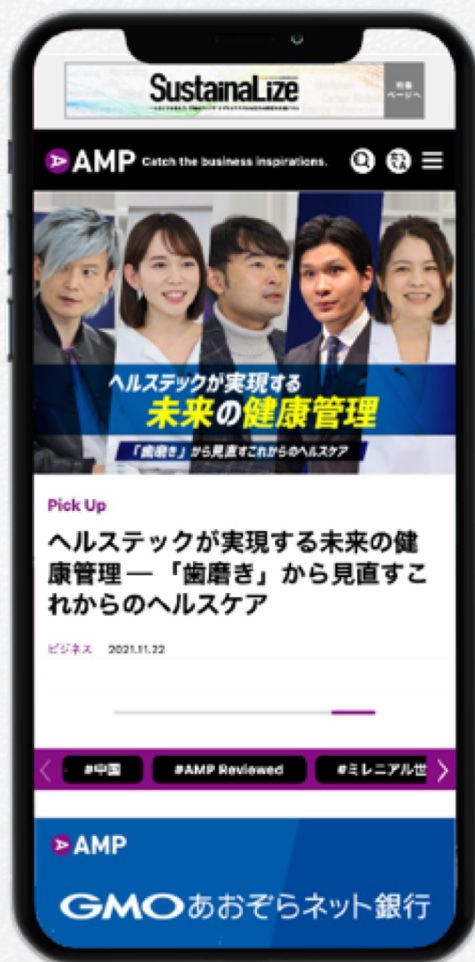 SustainaLize
特集
ページへ
AMP Catch the business inspirations.
ヘルステックが実現する
未来の健康管理
「歯磨き」から見直すこれからのヘルスケア
Pick Up
ヘルステックが実現する未来の健
康管理 ― 「歯磨き」から見直すこ
れからのヘルスケア
ビジネス 2021.11.22
#中国 #AMP Reviewed #ミレニアル世
AMP
GMOあおぞらネット銀行